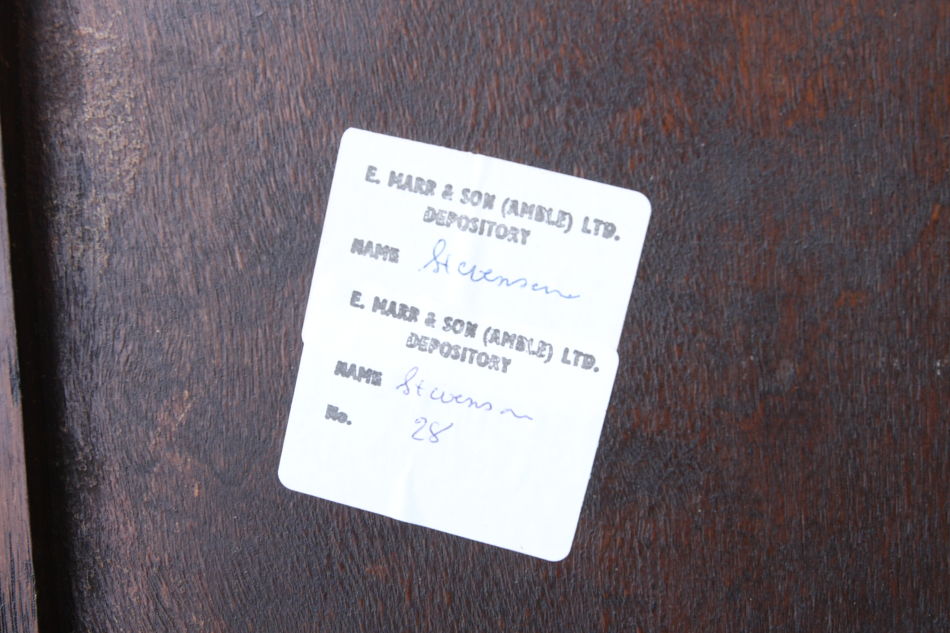 E. MARR & SON (AMBLE) LTD.
DEPOSITORY
NAME Stevenson
E. MARR & SON (AMBLE) LTD.
DEPOSITORY
NAME Stevenson
No. 28